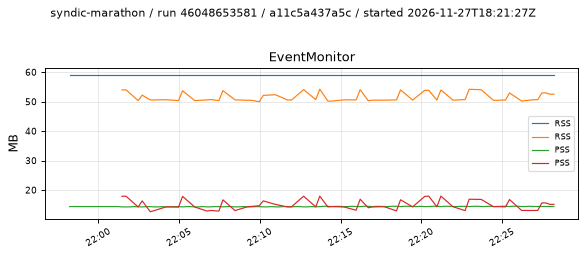 syndic-marathon / run 46048653581 / a11c5a437a5c / started 2026-11-27T18:21:27Z
EventMonitor
MB
60
50
40
30
20
RSS
RSS
PSS
PSS
22:00
22:05
22:10
22:15
22:20
22:25